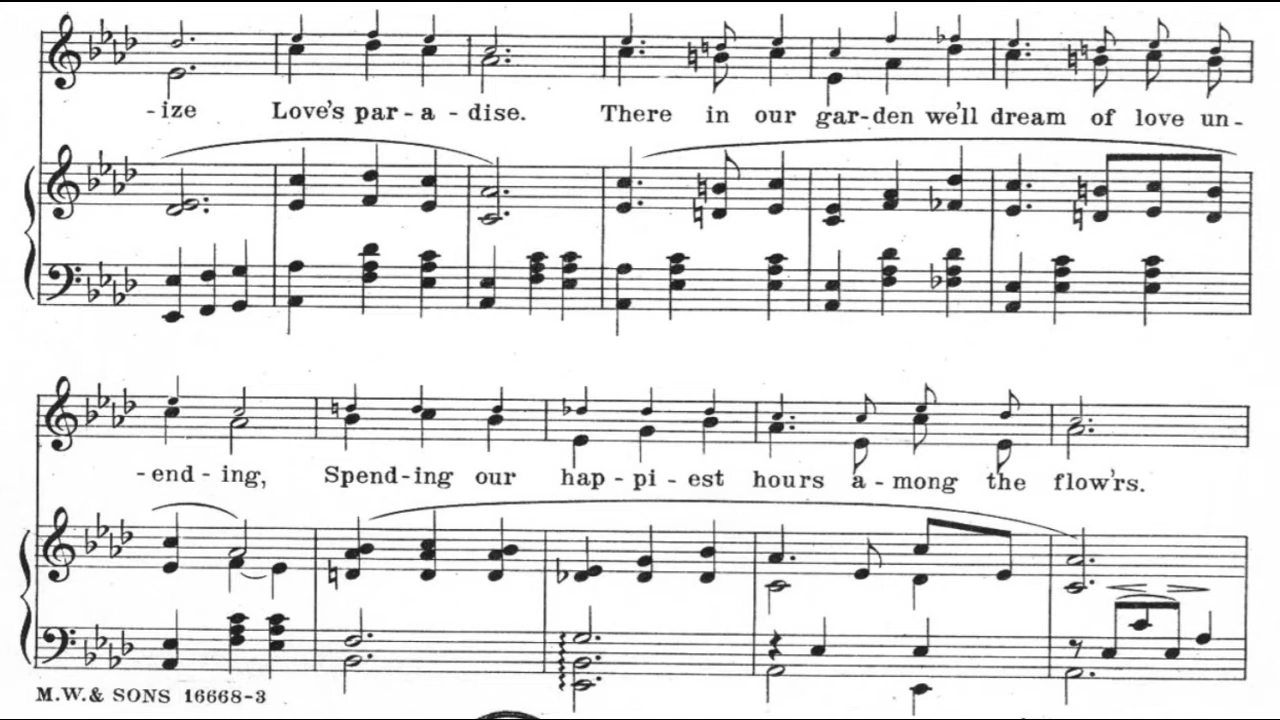 -ize Love's par-a-dise. There in our gar-den we'll dream of love un-
-end-ing, Spend-ing our hap-pi-est hours a-mong the flow'rs.
M.W.& SONS 16668-3